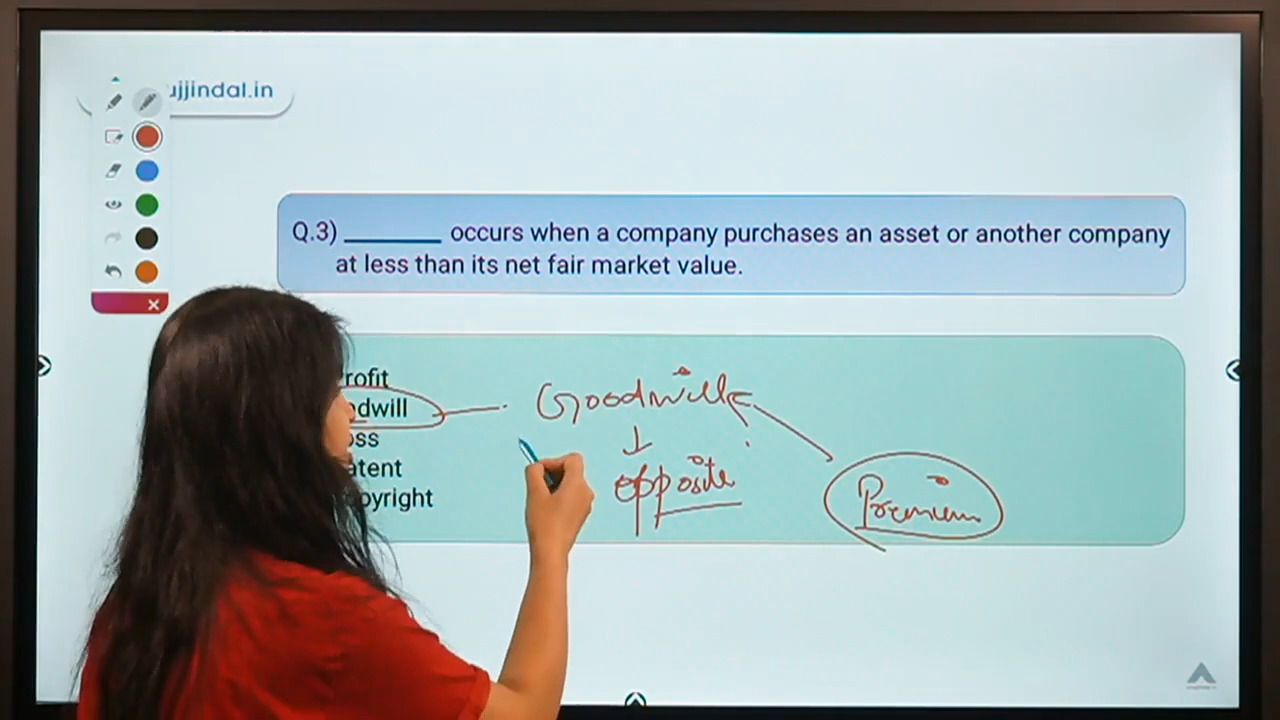 ujjindal.in
Q.3) ________ occurs when a company purchases an asset or another company
at less than its net fair market value.
rofit
dwill
oss
atent
opyright
Goodwill
opposite
Premium